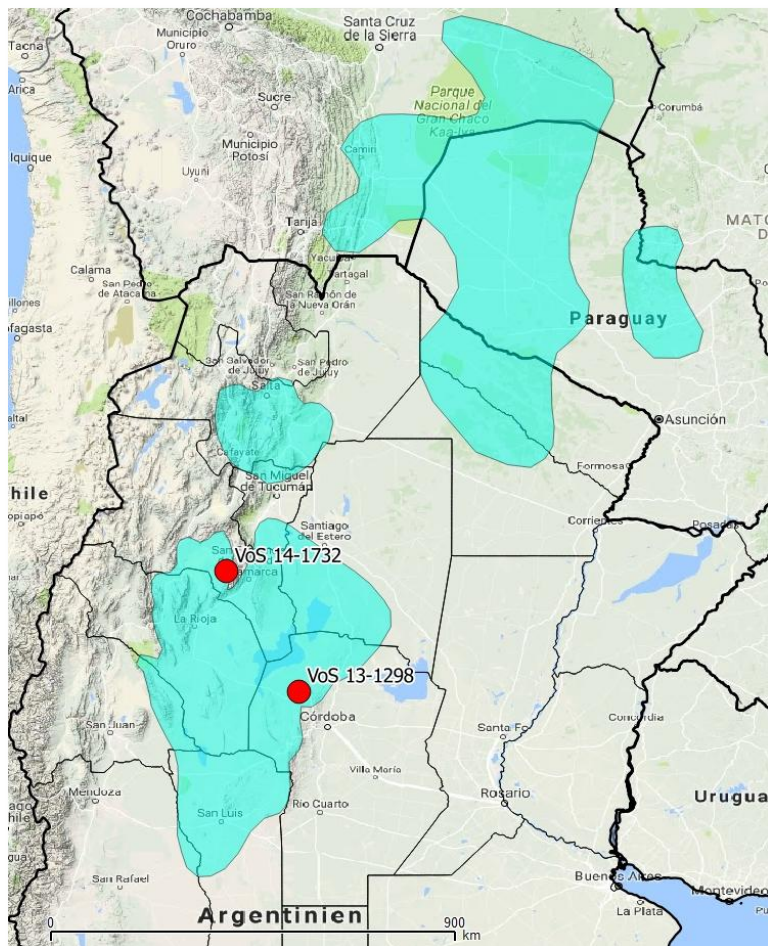 Cochabamba
Santa Cruz
de la Sierra
Tacna
Municipio
Oruro
Arica
Sucre
Parque
Nacional del
Gran Chaco
Kaa-Iya
Corumbá
Municipio
Potosí
Camiri
Iquique
Uyuni
Tarija
MATO
Yacuiba
Tartagal
Calama
San Pedro
de Atacama
San Ramón de
la Nueva Orán
Paraguay
San Salvador
de Jujuy
San Pedro
de Jujuy
Salta
Asunción
Cafayate
San Miguel
de Tucumán
Formosa
hile
Santiago
del Estero
Corrientes
Posadas
VoS 14-1732
La Rioja
VoS 13-1298
Córdoba
San Juan
Santa Fe
Concordia
Villa María
Mendoza
Río Cuarto
Rosario
Urugua
San Luis
San Rafael
Buenos Aires
La Plata
Montevideo
Argentinien
0
900
km